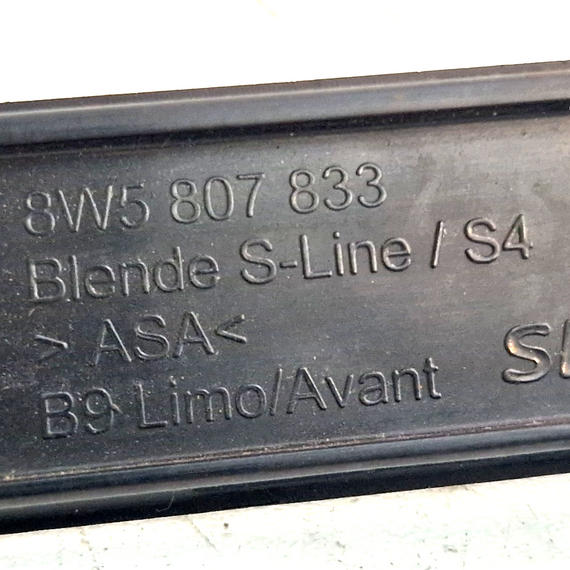 8W5 807 833
Blende S-Line / S4
> ASA<
B9 Limo/Avant